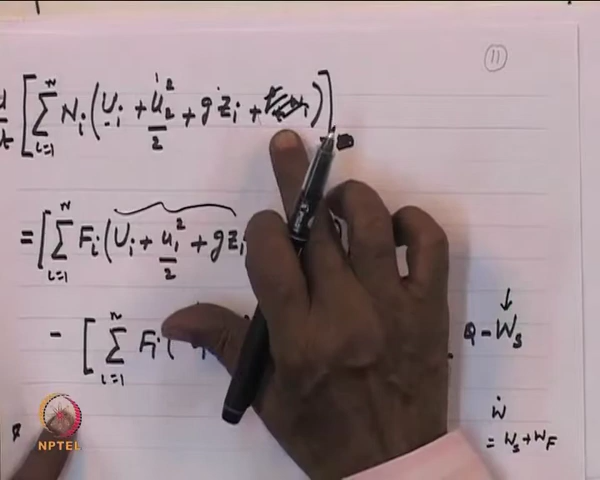 11
d/dt [ Σ_{i=1}^{N} N_i ( U_i + u_2^2/2 + g z_i + ) ]
= [ Σ_{i=1}^{N} F_i ( U_i + u_i^2/2 + g z_i
Q - W_s
- [ Σ_{i=1}^{N} F_i (
Ẇ
= W_s + W_F
NPTEL